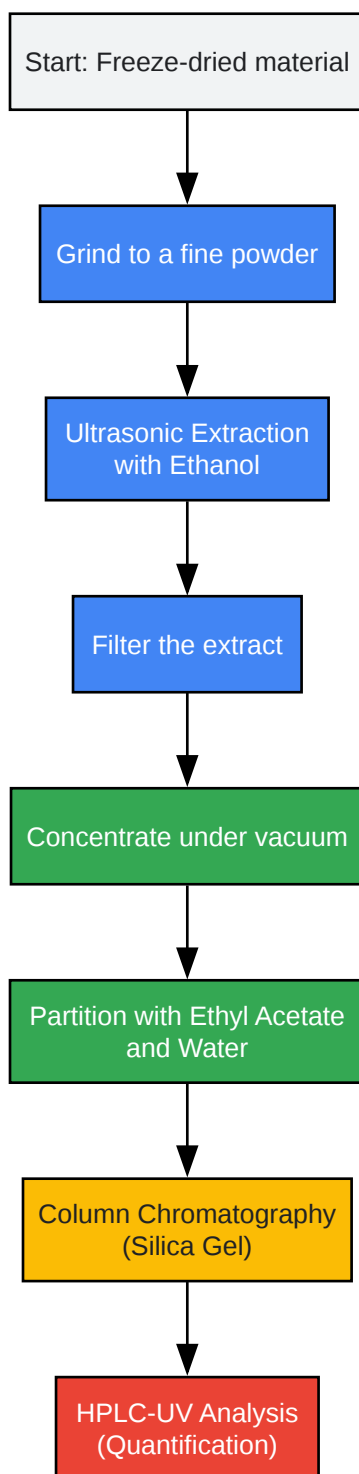 Start: Freeze-dried material
Grind to a fine powder
Ultrasonic Extraction
with Ethanol
Filter the extract
Concentrate under vacuum
Partition with Ethyl Acetate
and Water
Column Chromatography
(Silica Gel)
HPLC-UV Analysis
(Quantification)